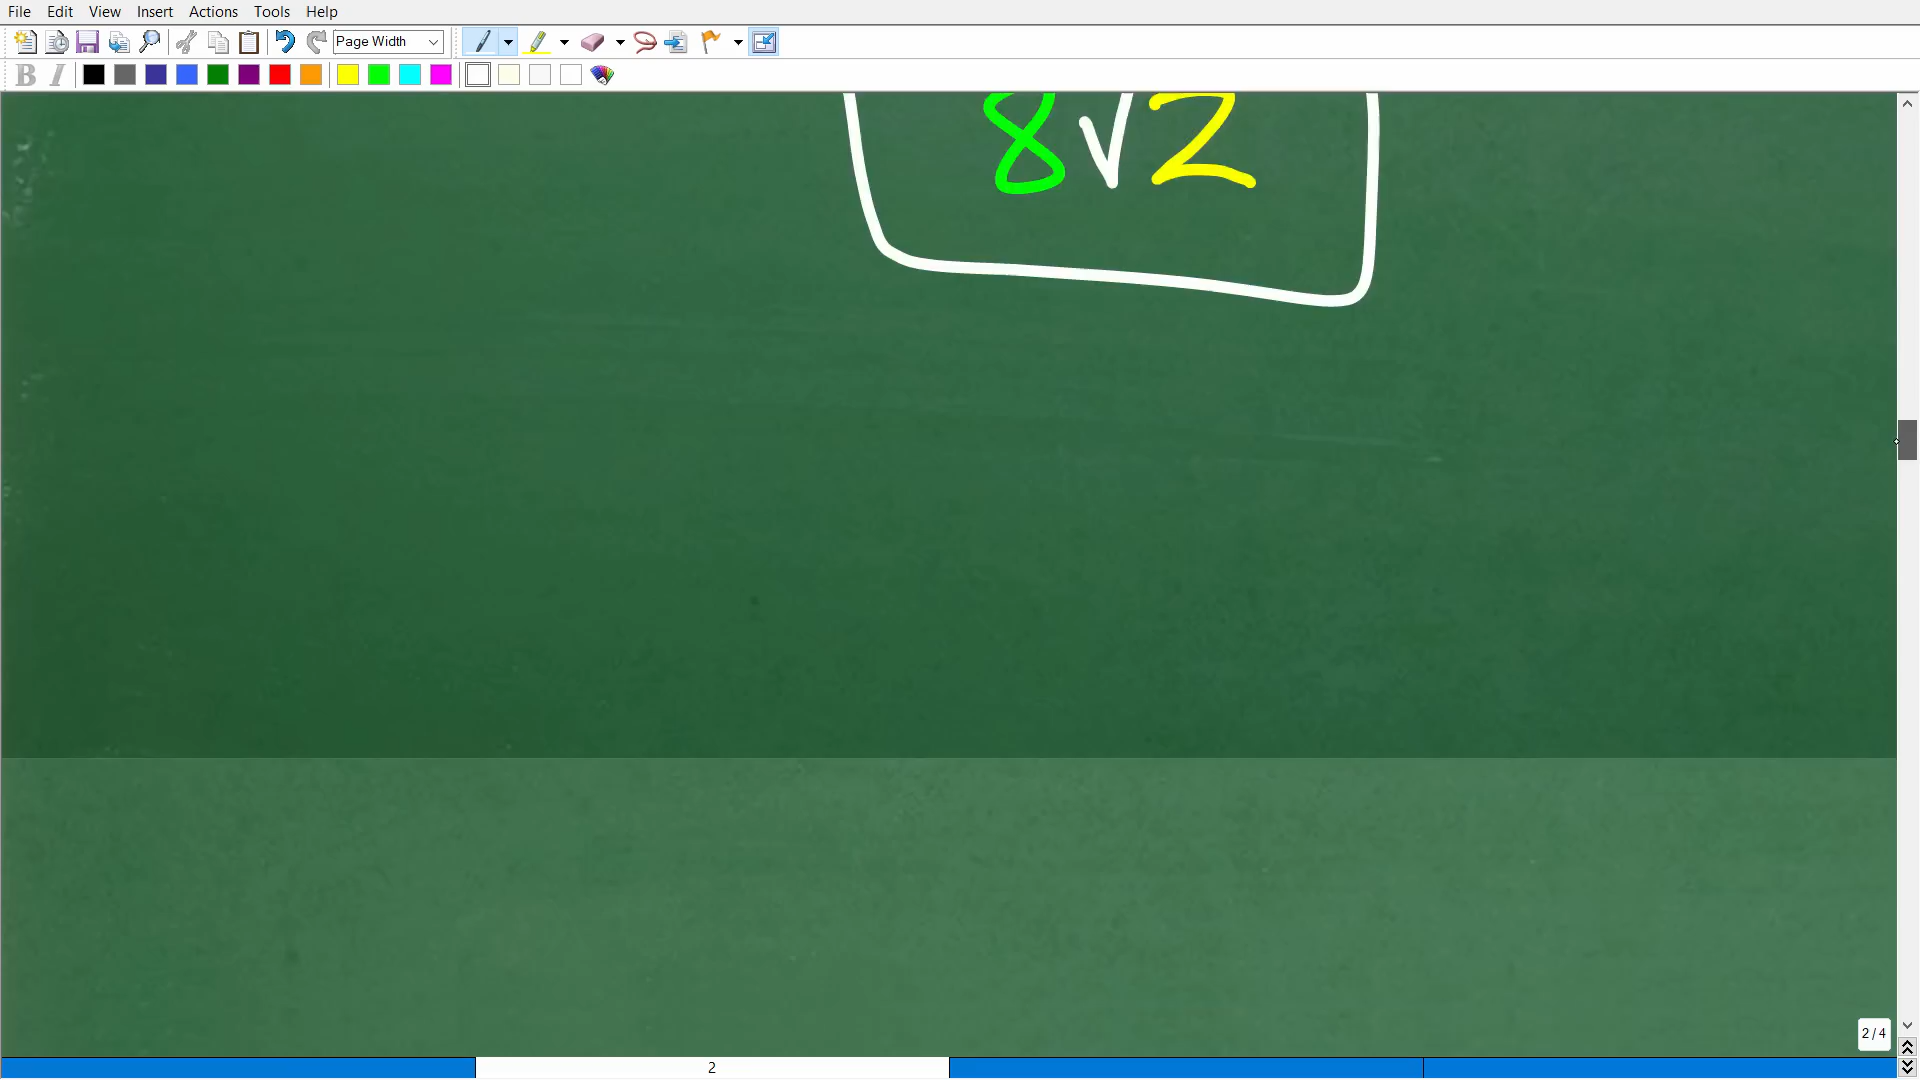 File Edit View Insert Actions Tools Help
Page Width
B I
8√2
2 / 4
2